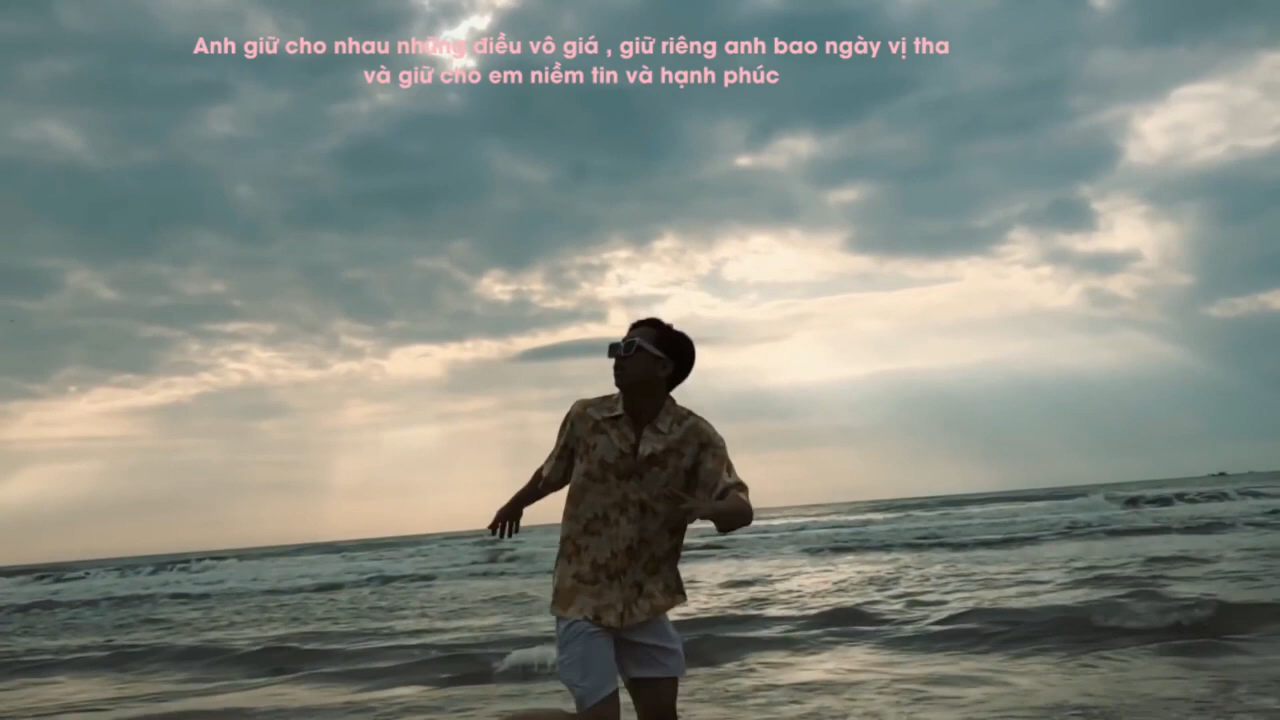 Anh giữ cho nhau những điều vô giá , giữ riêng anh bao ngày vị tha
và giữ cho em niềm tin và hạnh phúc